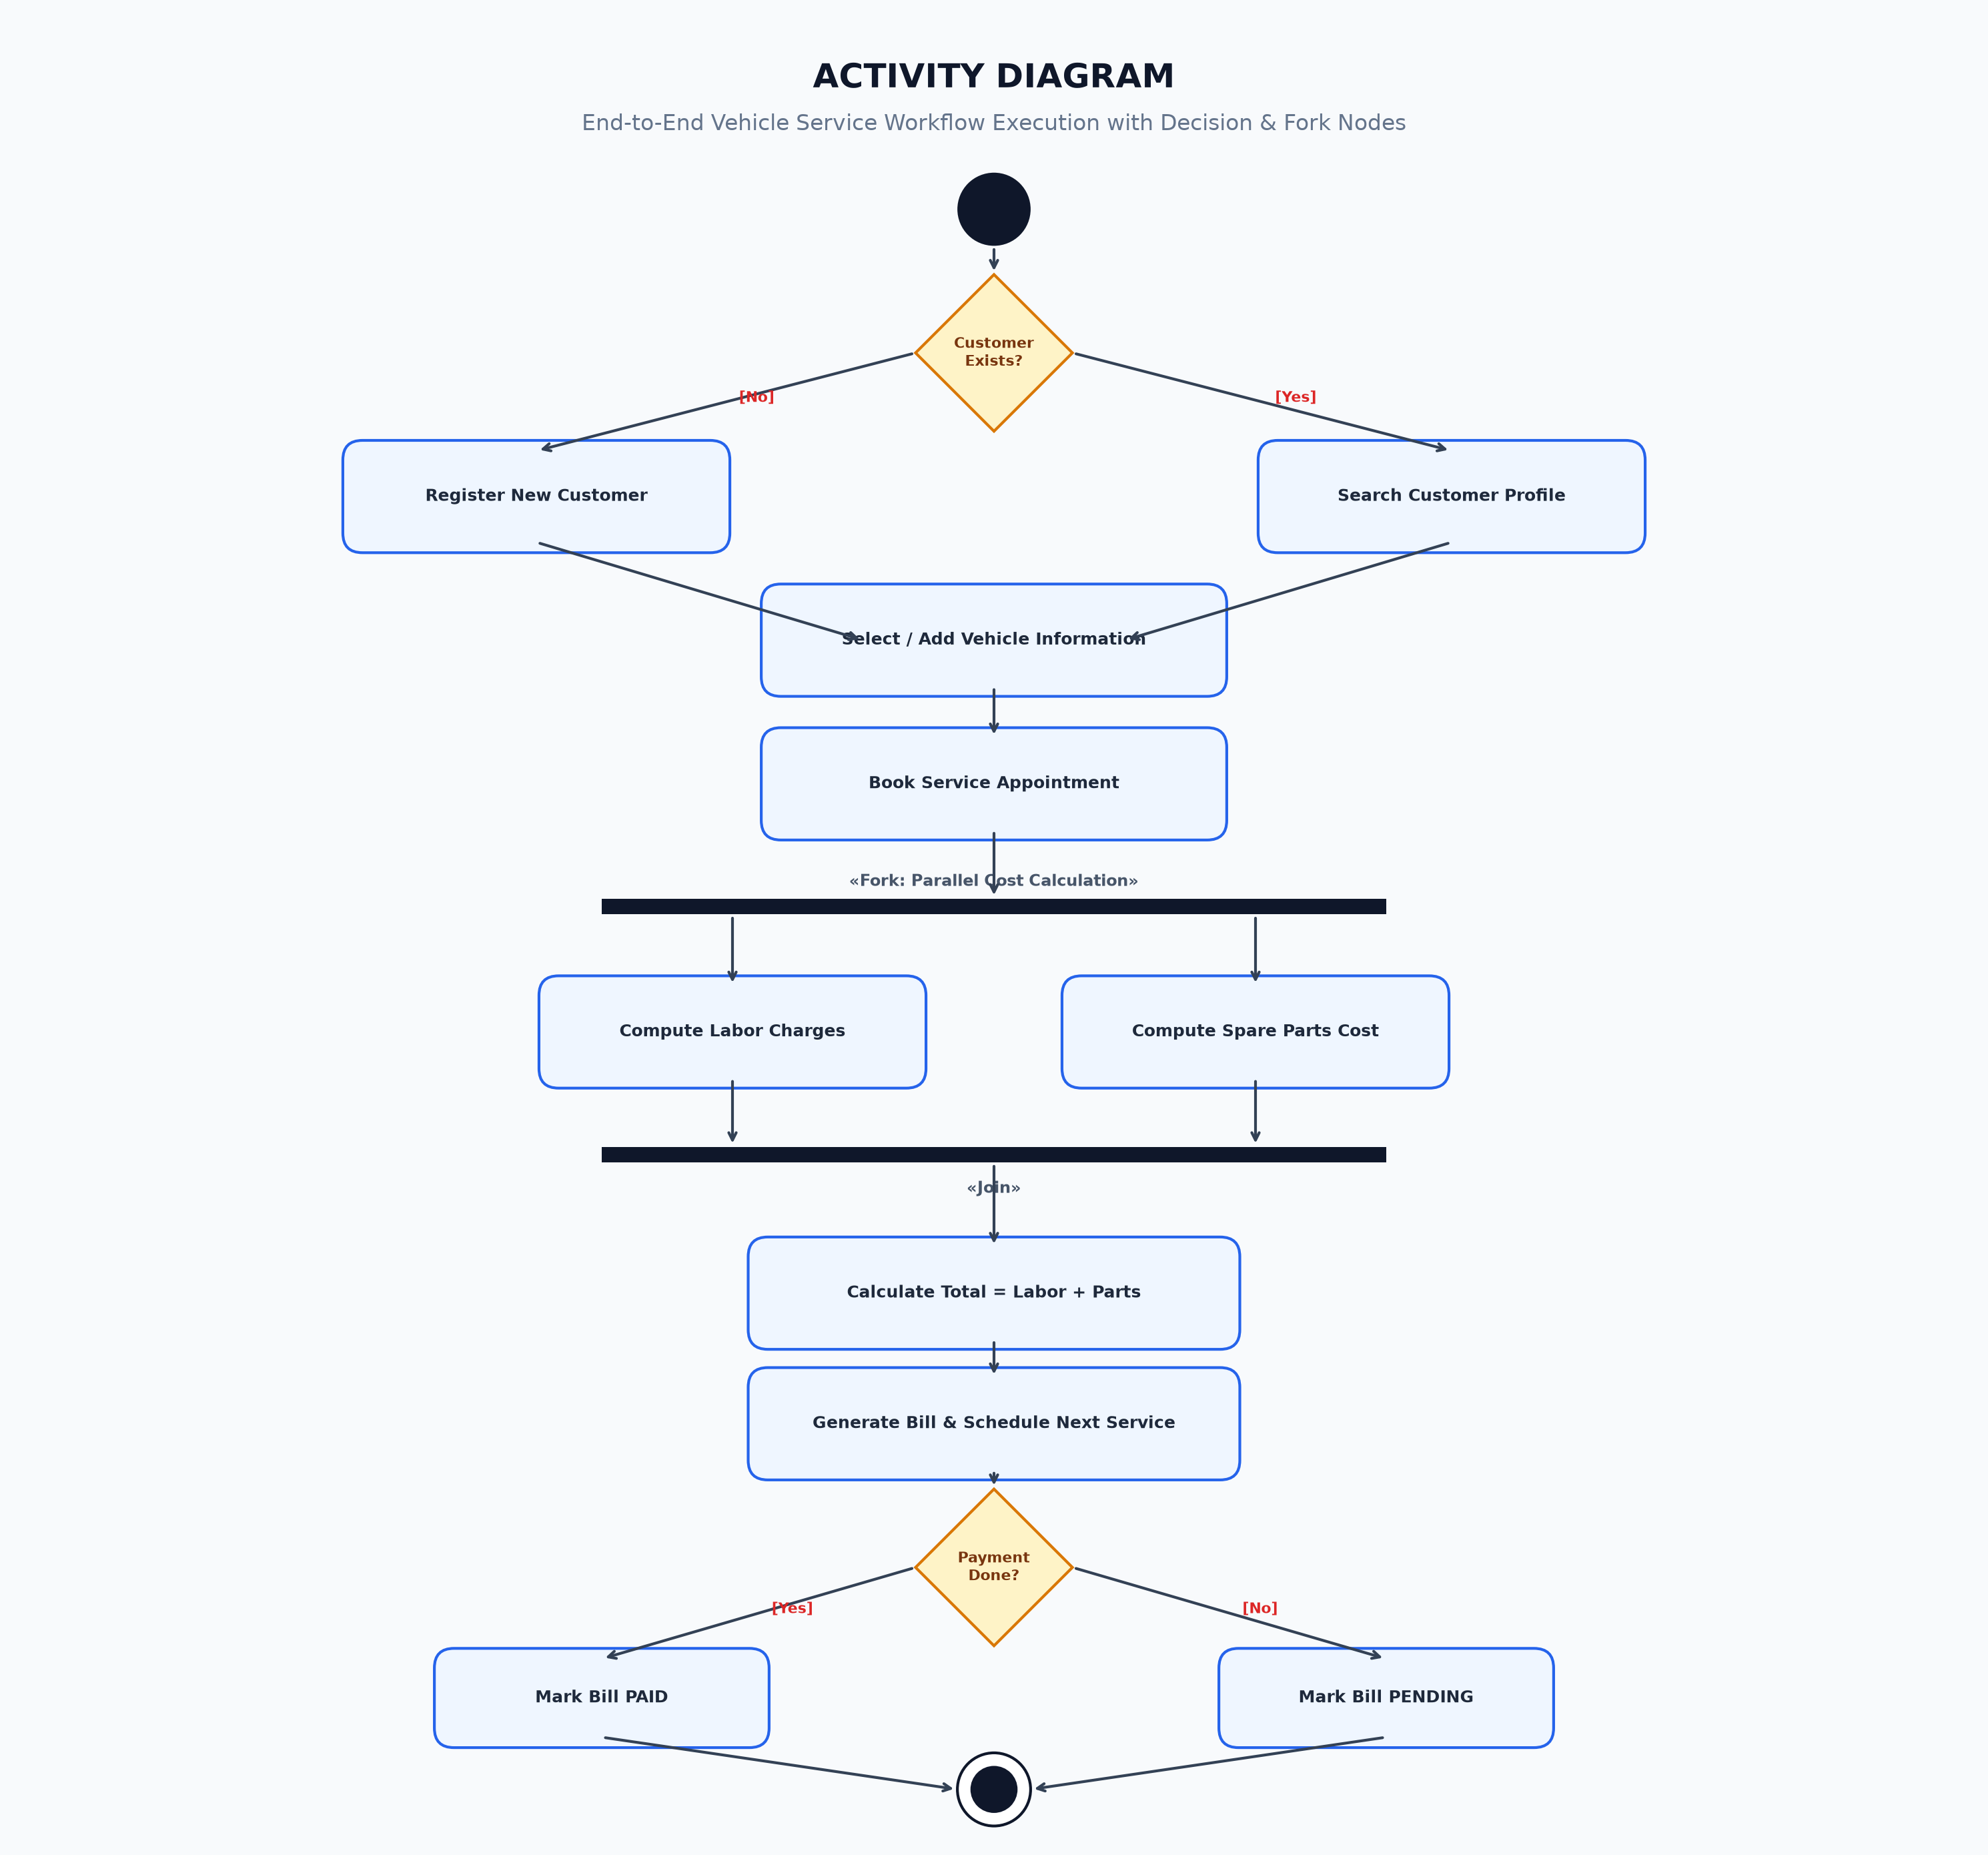 ACTIVITY DIAGRAM
End-to-End Vehicle Service Workflow Execution with Decision & Fork Nodes
Customer
Exists?
[No]
[Yes]
Register New Customer
Search Customer Profile
Select / Add Vehicle Information
Book Service Appointment
«Fork: Parallel Cost Calculation»
Compute Labor Charges
Compute Spare Parts Cost
«Join»
Calculate Total = Labor + Parts
Generate Bill & Schedule Next Service
Payment
Done?
[Yes]
[No]
Mark Bill PAID
Mark Bill PENDING